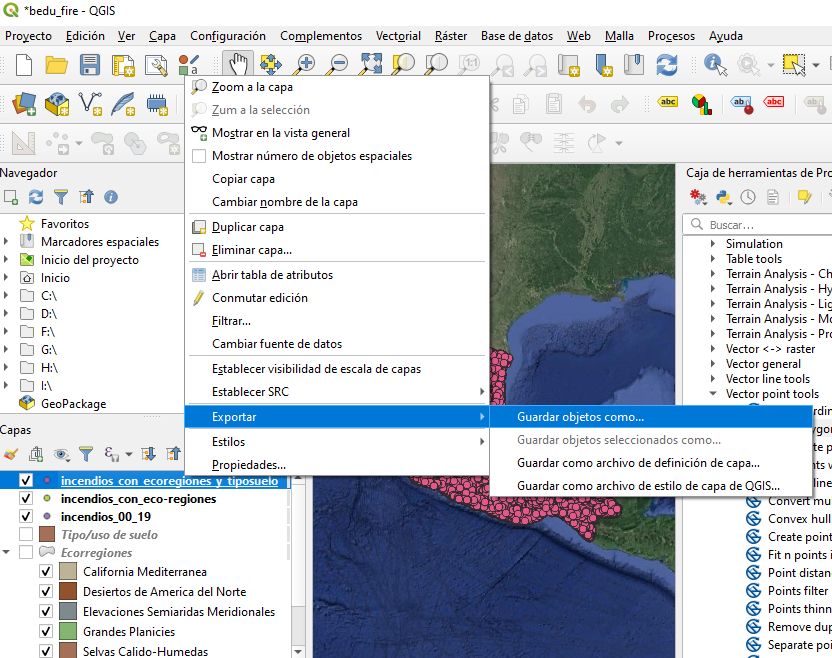 *bedu_fire - QGIS
Proyecto Edición Ver Capa Configuración Complementos Vectorial Ráster Base de datos Web Malla Procesos Ayuda
1:1
abc abc abc ab
Zoom a la capa
Zum a la selección
Mostrar en la vista general
Mostrar número de objetos espaciales
Copiar capa
Cambiar nombre de la capa
Duplicar capa
Eliminar capa...
Abrir tabla de atributos
Conmutar edición
Filtrar...
Cambiar fuente de datos
Establecer visibilidad de escala de capas
Establecer SRC
Exportar
Estilos
Propiedades...
Guardar objetos como...
Guardar objetos seleccionados como...
Guardar como archivo de definición de capa...
Guardar como archivo de estilo de capa de QGIS...
Navegador
Favoritos
Marcadores espaciales
Inicio del proyecto
Inicio
C:\
D:\
F:\
G:\
H:\
I:\
GeoPackage
Capas
incendios_con_ecoregiones y tiposuelo
incendios_con_eco-regiones
incendios_00_19
Tipo/uso de suelo
Ecorregiones
California Mediterranea
Desiertos de America del Norte
Elevaciones Semiaridas Meridionales
Grandes Planicies
Selvas Calido-Humedas
Caja de herramientas de Pro
Buscar...
Simulation
Table tools
Terrain Analysis - Ch
Terrain Analysis - Hy
Terrain Analysis - Lig
Terrain Analysis - Mo
Terrain Analysis - Pro
Vector <-> raster
Vector general
Vector line tools
Vector point tools
Convert mu
Convex hull
Create point
Fit n points i
Point distan
Points filter
Points thinn
Remove dup
Separate poi